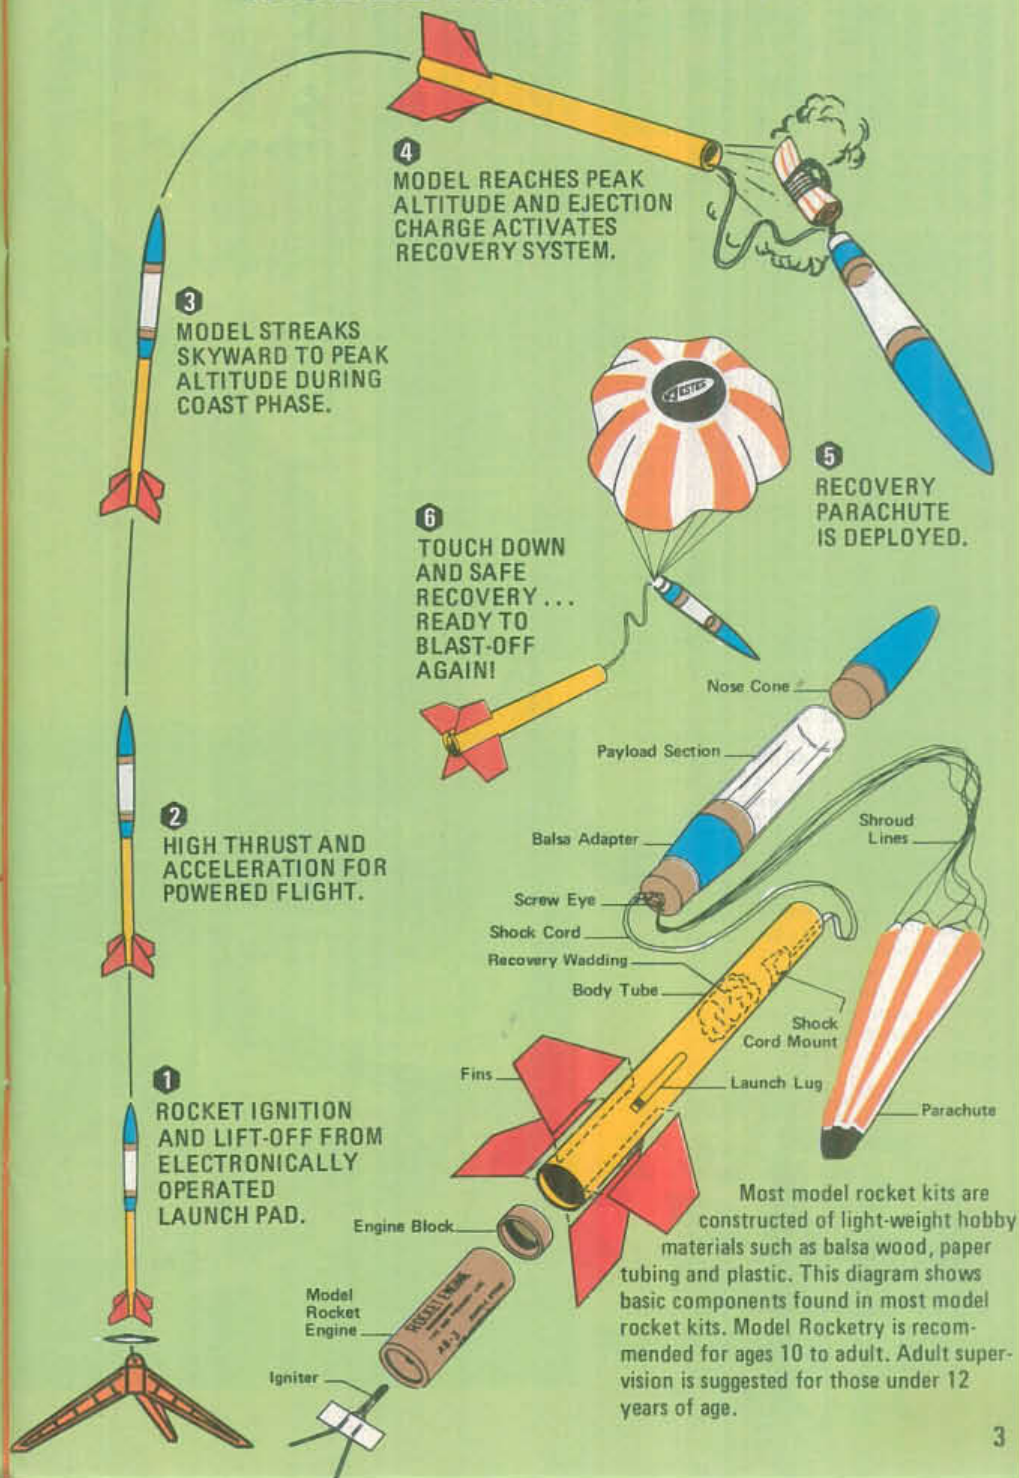 4
MODEL REACHES PEAK
ALTITUDE AND EJECTION
CHARGE ACTIVATES
RECOVERY SYSTEM.
3
MODEL STREAKS
SKYWARD TO PEAK
ALTITUDE DURING
COAST PHASE.
ESTES
5
RECOVERY
PARACHUTE
IS DEPLOYED.
6
TOUCH DOWN
AND SAFE
RECOVERY . . .
READY TO
BLAST-OFF
AGAIN!
2
HIGH THRUST AND
ACCELERATION FOR
POWERED FLIGHT.
1
ROCKET IGNITION
AND LIFT-OFF FROM
ELECTRONICALLY
OPERATED
LAUNCH PAD.
Nose Cone
Payload Section
Balsa Adapter
Shroud
Lines
Screw Eye
Shock Cord
Recovery Wadding
Body Tube
Shock
Cord Mount
Fins
Launch Lug
Parachute
Engine Block
Model
Rocket
Engine
ROCKET ENGINE
Igniter
Most model rocket kits are
constructed of light-weight hobby
materials such as balsa wood, paper
tubing and plastic. This diagram shows
basic components found in most model
rocket kits. Model Rocketry is recom-
mended for ages 10 to adult. Adult super-
vision is suggested for those under 12
years of age.
3